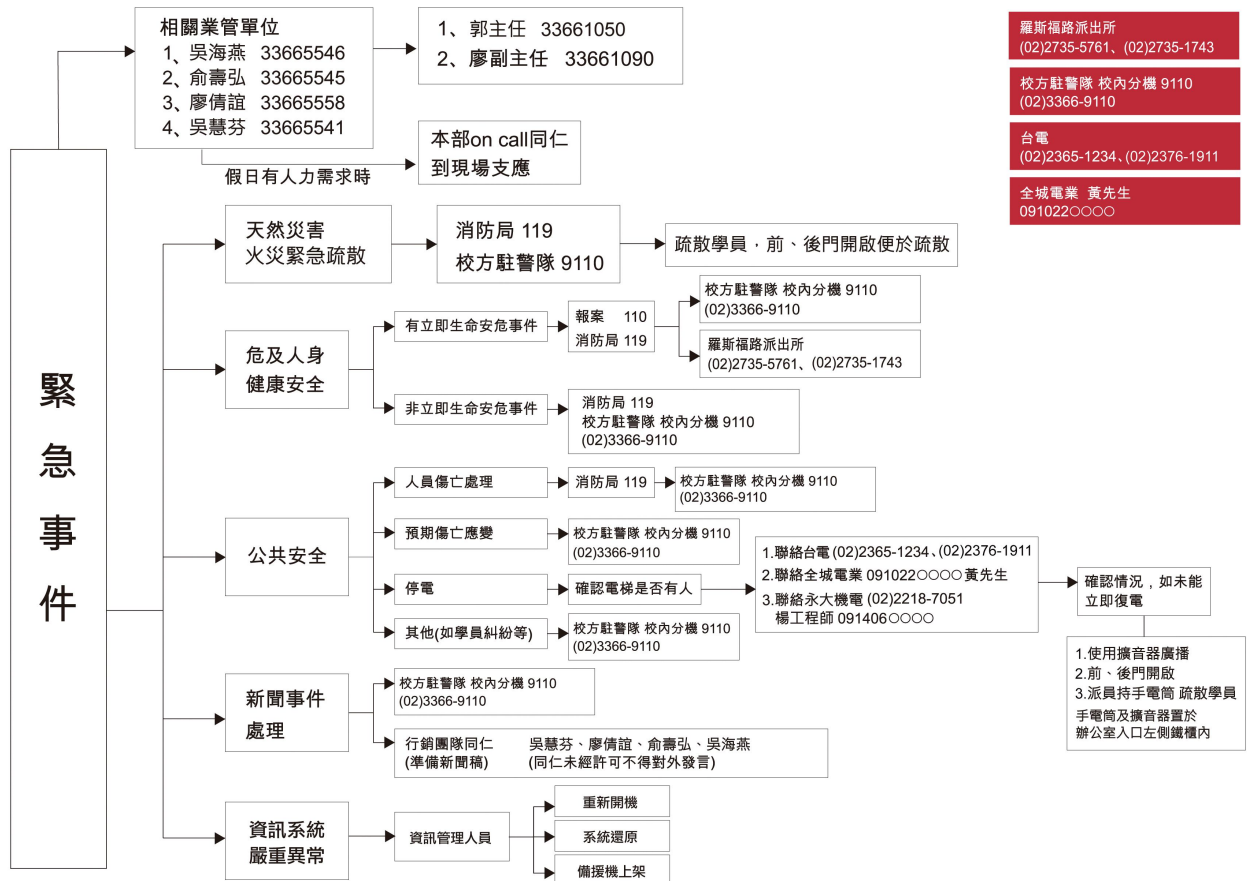 相關業管單位
1、吳海燕 33665546
2、俞壽弘 33665545
3、廖倩誼 33665558
4、吳慧芬 33665541
1、郭主任 33661050
2、廖副主任 33661090
假日有人力需求時
本部on call同仁
到現場支應
羅斯福路派出所
(02)2735-5761、(02)2735-1743
校方駐警隊 校內分機 9110
(02)3366-9110
台電
(02)2365-1234、(02)2376-1911
全城電業 黃先生
091022○○○○
緊急事件
天然災害
火災緊急疏散
消防局 119
校方駐警隊 9110
疏散學員，前、後門開啟便於疏散
危及人身
健康安全
有立即生命安危事件
報案 110
消防局 119
校方駐警隊 校內分機 9110
(02)3366-9110
羅斯福路派出所
(02)2735-5761、(02)2735-1743
非立即生命安危事件
消防局 119
校方駐警隊 校內分機 9110
(02)3366-9110
公共安全
人員傷亡處理
消防局 119
校方駐警隊 校內分機 9110
(02)3366-9110
預期傷亡應變
校方駐警隊 校內分機 9110
(02)3366-9110
停電
確認電梯是否有人
1.聯絡台電 (02)2365-1234、(02)2376-1911
2.聯絡全城電業 091022○○○○ 黃先生
3.聯絡永大機電 (02)2218-7051
楊工程師 091406○○○○
確認情況，如未能
立即復電
1.使用擴音器廣播
2.前、後門開啟
3.派員持手電筒 疏散學員
手電筒及擴音器置於
辦公室入口左側鐵櫃內
其他(如學員糾紛等)
校方駐警隊 校內分機 9110
(02)3366-9110
新聞事件
處理
校方駐警隊 校內分機 9110
(02)3366-9110
行銷團隊同仁 吳慧芬、廖倩誼、俞壽弘、吳海燕
(準備新聞稿) (同仁未經許可不得對外發言)
資訊系統
嚴重異常
資訊管理人員
重新開機
系統還原
備援機上架